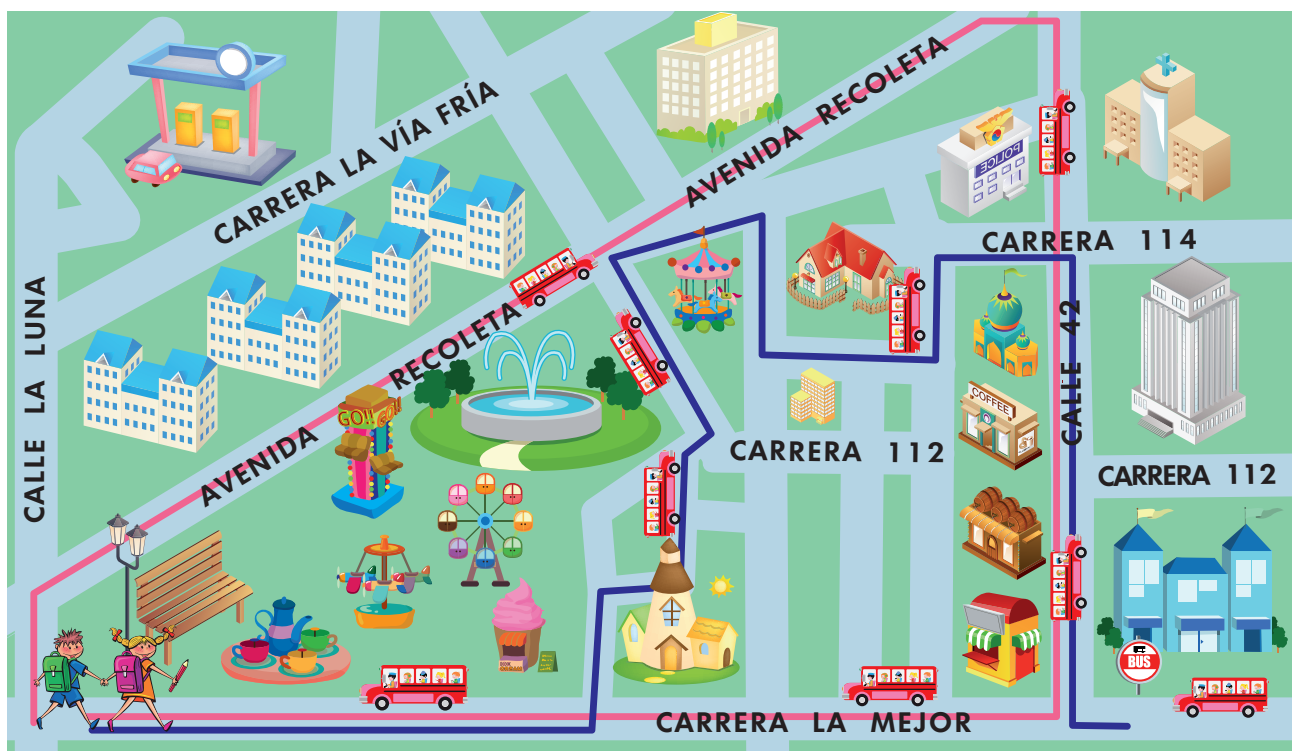 CARRERA LA VÍA FRÍA
AVENIDA RECOLETA
POLICE
CARRERA 114
CALLE LA LUNA
AVENIDA RECOLETA
GO!! GO!!
COFFEE
CALLE 42
CARRERA 112
CARRERA 112
BUS
CARRERA LA MEJOR